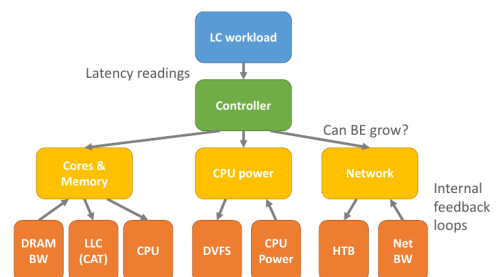 LC workload
Latency readings
Controller
Can BE grow?
Cores &
Memory
CPU power
Network
Internal
feedback
loops
DRAM
BW
LLC
(CAT)
CPU
DVFS
CPU
Power
HTB
Net
BW